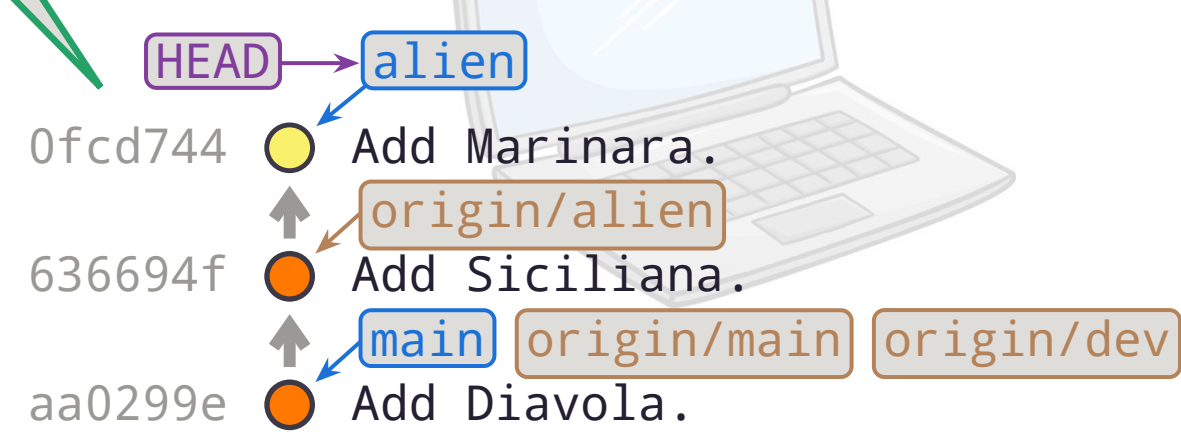 HEAD alien
0fcd744 Add Marinara.
origin/alien
636694f Add Siciliana.
main origin/main origin/dev
aa0299e Add Diavola.